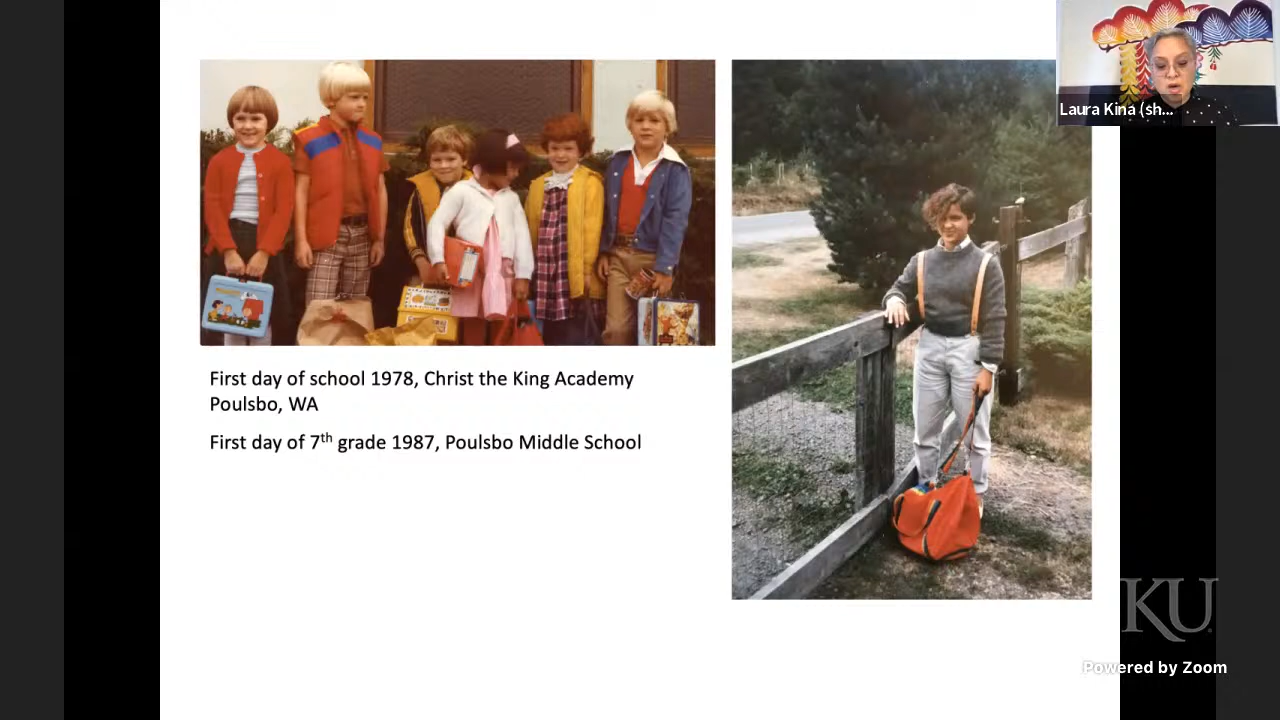 Laura Kina (sh...
First day of school 1978, Christ the King Academy
Poulsbo, WA
First day of 7th grade 1987, Poulsbo Middle School
KU
Powered by Zoom